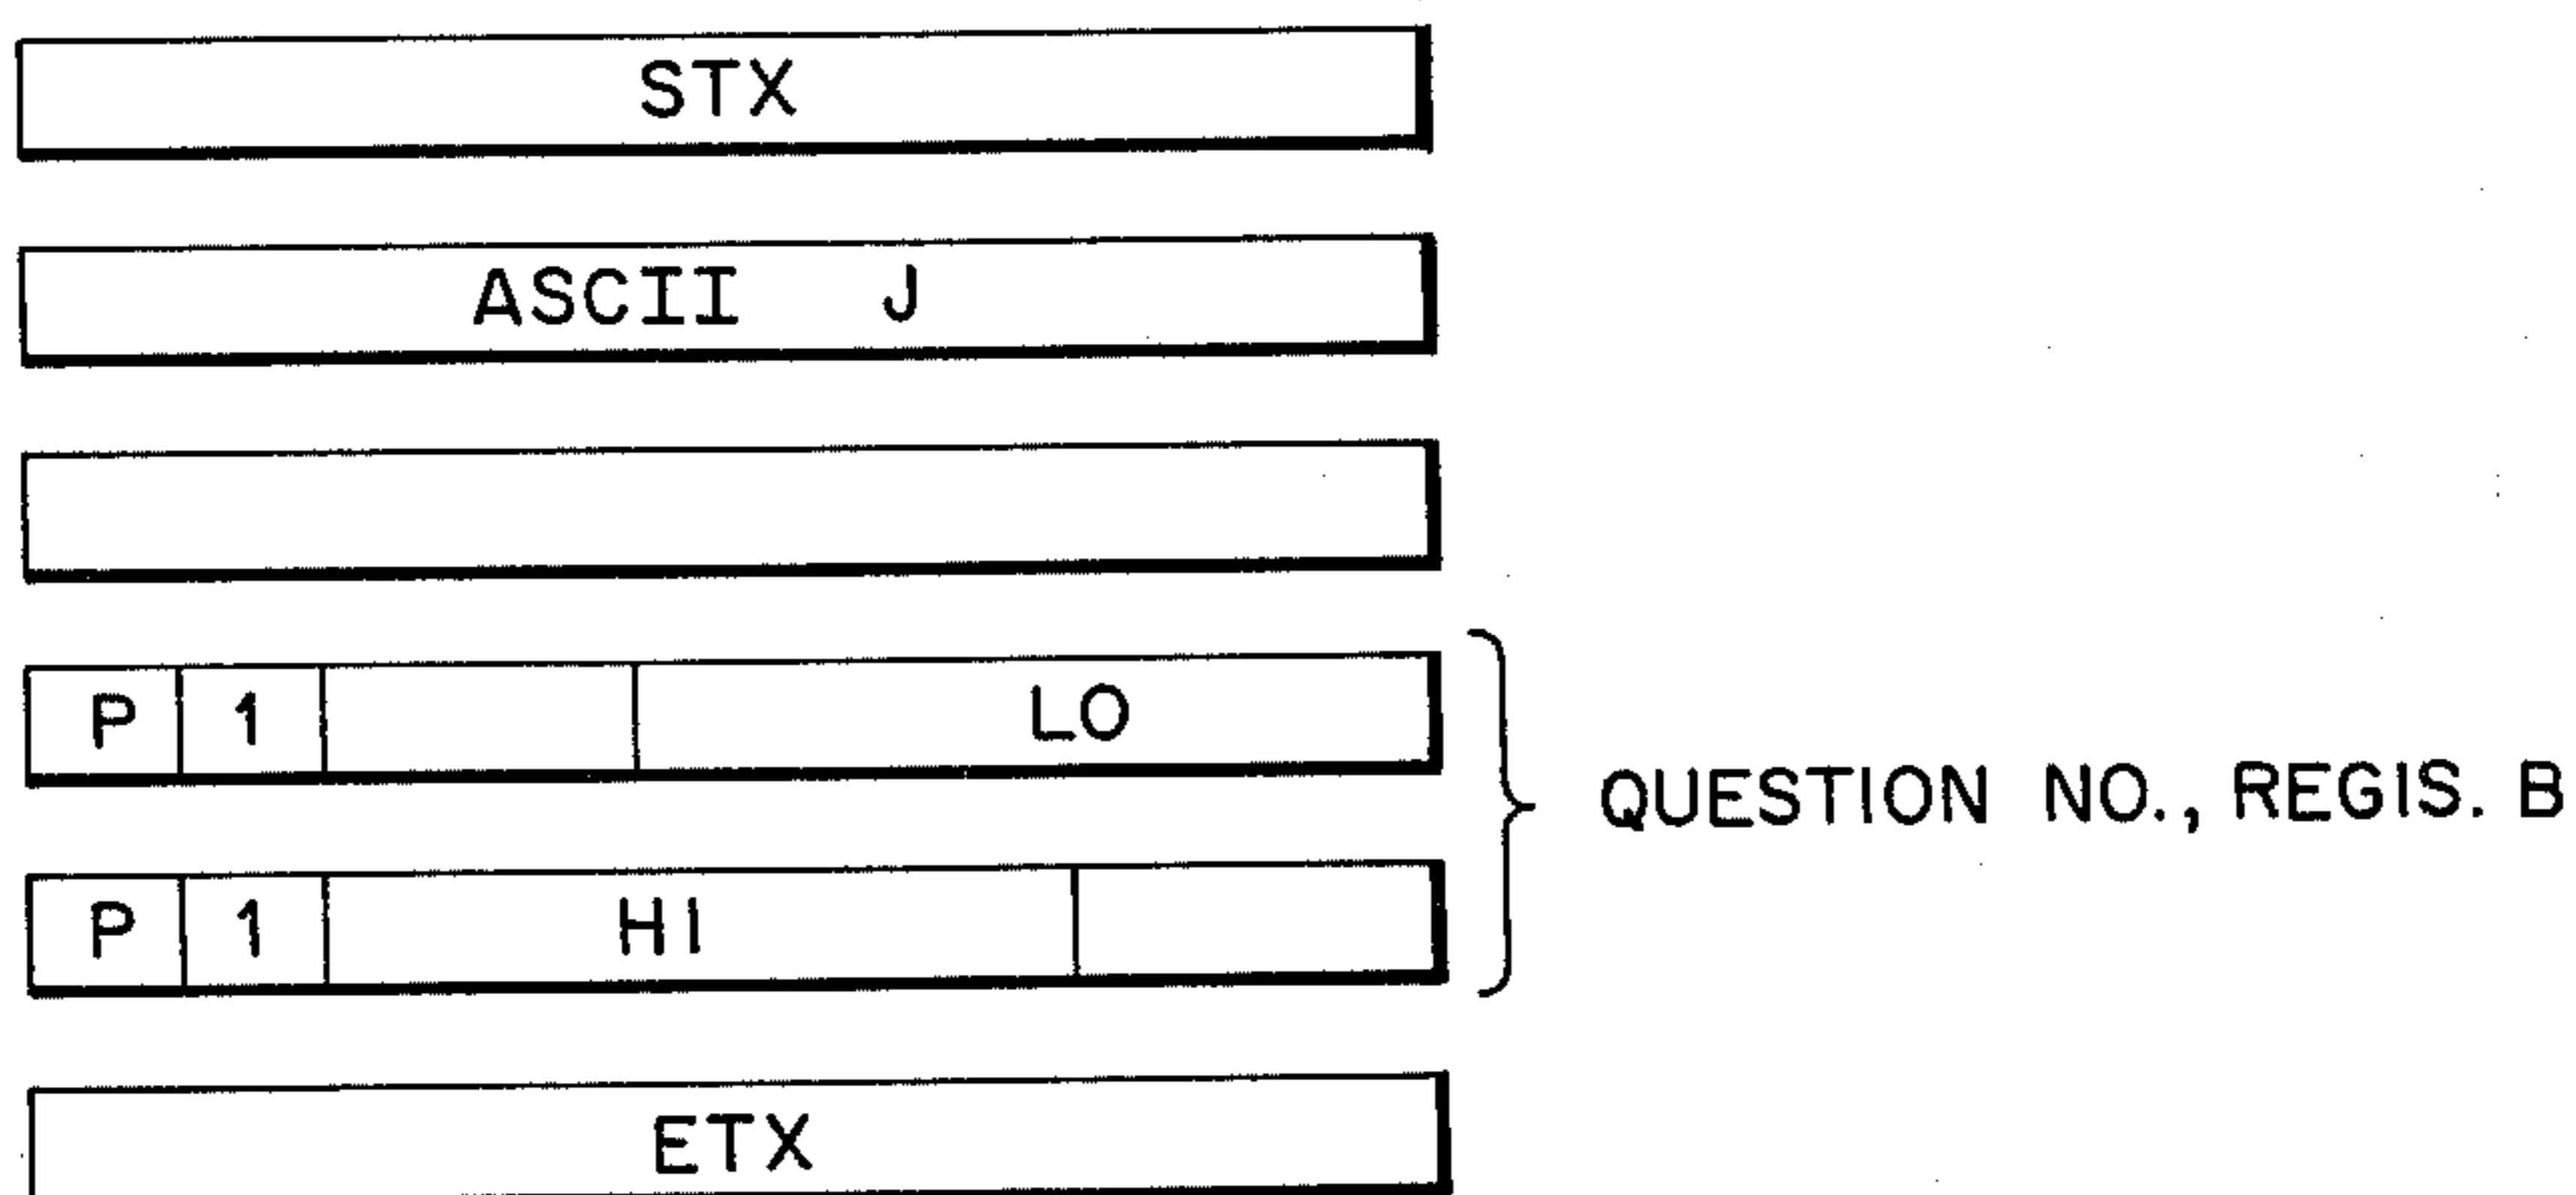 STX
ASCII J
P 1 LO
QUESTION NO., REGIS. B
P 1 HI
ETX